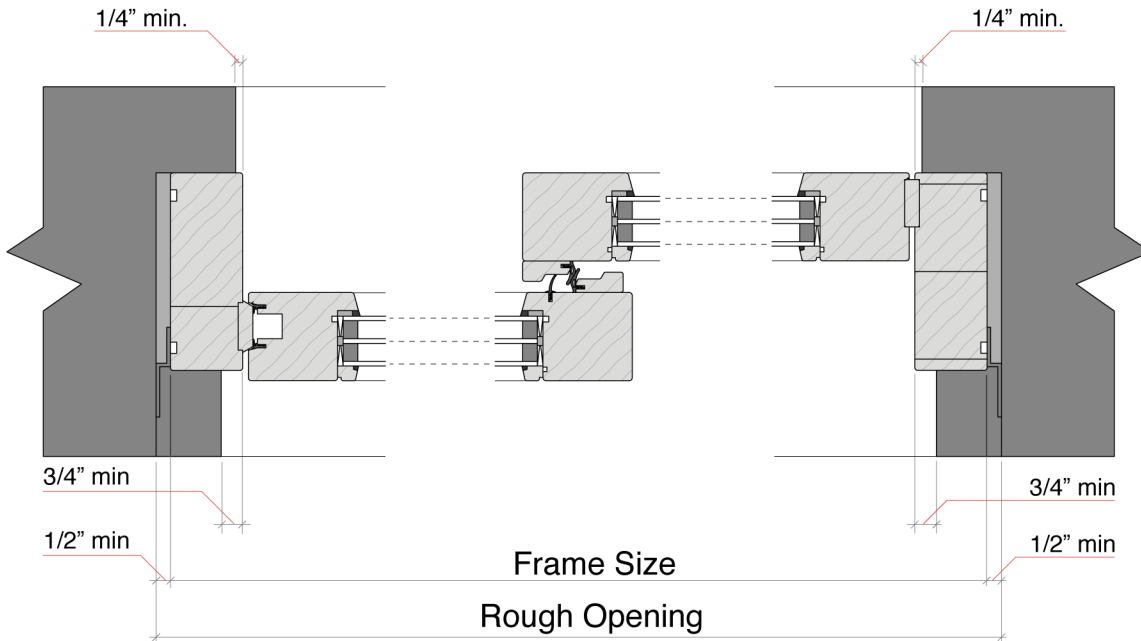 1/4” min.
1/4” min.
3/4” min
3/4” min
1/2” min
1/2” min
Frame Size
Rough Opening